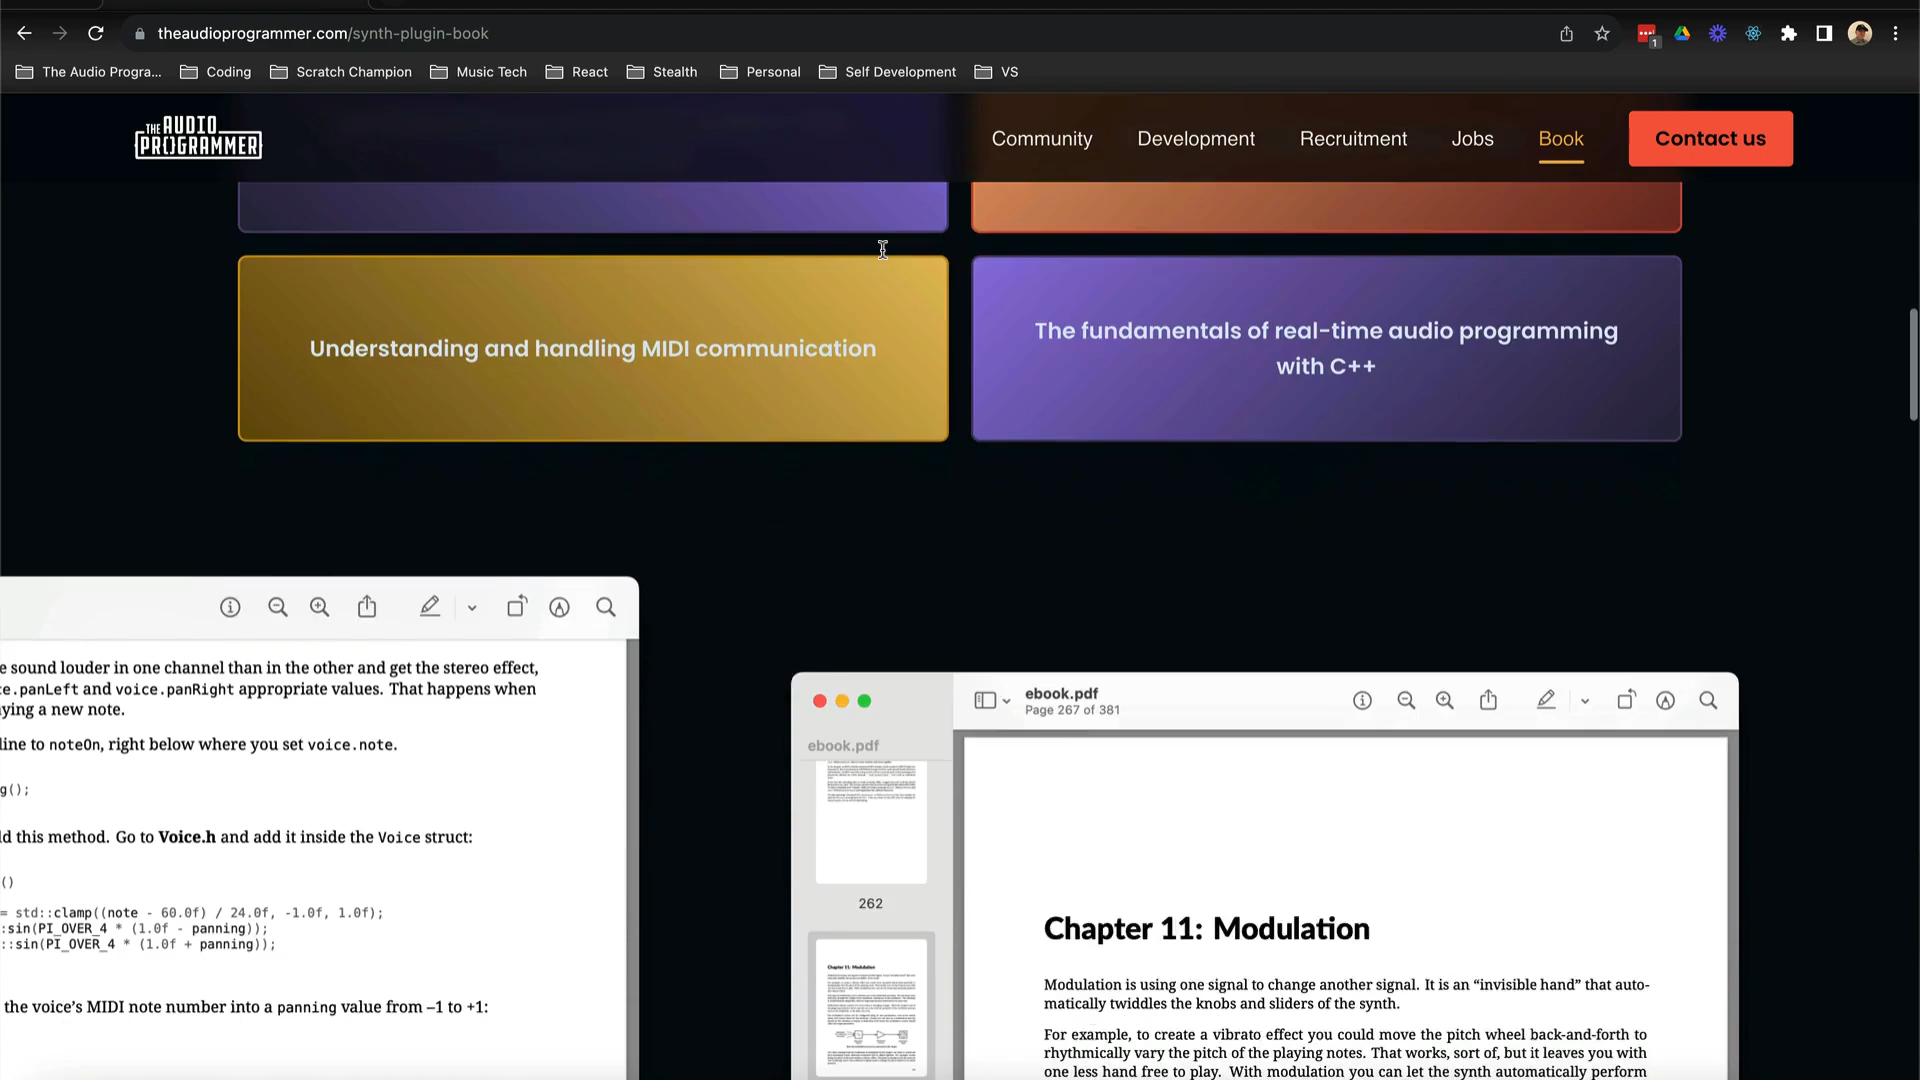 theaudioprogrammer.com/synth-plugin-book
1
The Audio Progra...
Coding
Scratch Champion
Music Tech
React
Stealth
Personal
Self Development
VS
THE AUDIO PROGRAMMER
Community
Development
Recruitment
Jobs
Book
Contact us
Understanding and handling MIDI communication
The fundamentals of real-time audio programming
with C++
e sound louder in one channel than in the other and get the stereo effect,
ce.panLeft and voice.panRight appropriate values. That happens when
ying a new note.
line to noteOn, right below where you set voice.note.
g();
ld this method. Go to Voice.h and add it inside the Voice struct:
()
= std::clamp((note - 60.0f) / 24.0f, -1.0f, 1.0f);
:sin(PI_OVER_4 * (1.0f - panning));
::sin(PI_OVER_4 * (1.0f + panning));
the voice's MIDI note number into a panning value from –1 to +1:
ebook.pdf
Page 267 of 381
ebook.pdf
262
Chapter 11: Modulation
Chapter 11: Modulation
Modulation is using one signal to change another signal. It is an “invisible hand” that auto-
matically twiddles the knobs and sliders of the synth.
For example, to create a vibrato effect you could move the pitch wheel back-and-forth to
rhythmically vary the pitch of the playing notes. That works, sort of, but it leaves you with
one less hand free to play. With modulation you can let the synth automatically perform